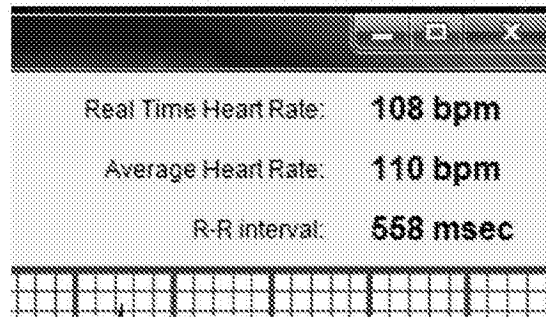 Real Time Heart Rate: 108 bpm
Average Heart Rate: 110 bpm
R-R interval: 558 msec